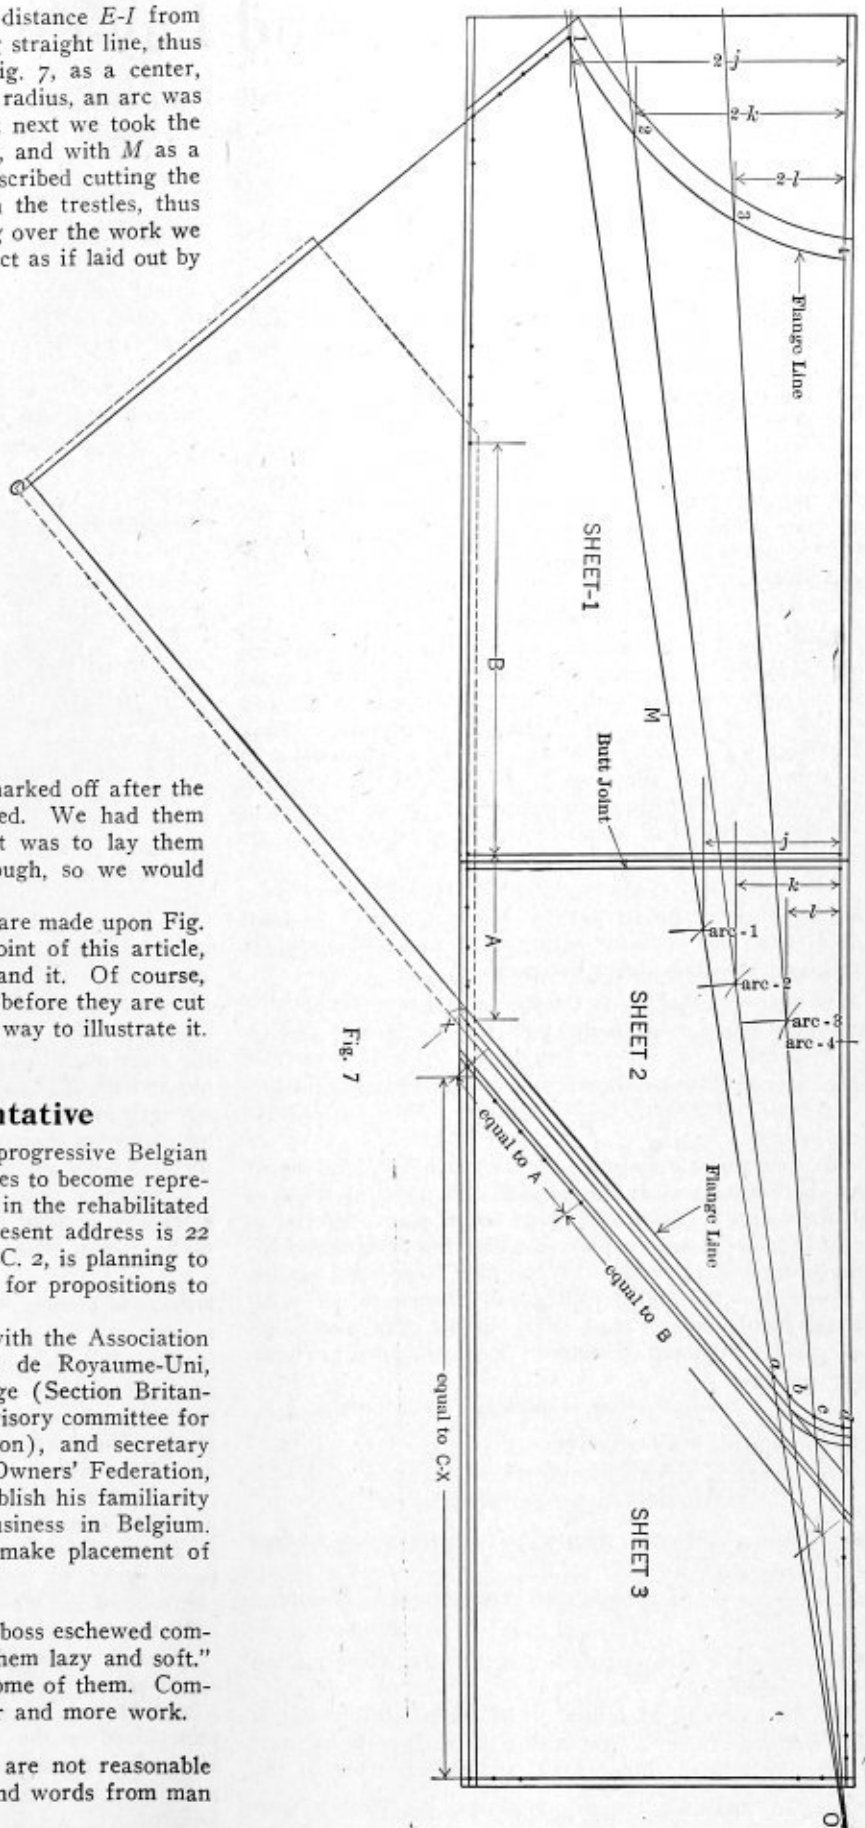 distance E-I from
straight line, thus
ig. 7, as a center,
radius, an arc was
next we took the
, and with M as a
scribed cutting the
the trestles, thus
g over the work we
ct as if laid out by
narked off after the
ed. We had them
t was to lay them
ough, so we would
are made upon Fig.
oint of this article,
and it. Of course,
before they are cut
way to illustrate it.
ntative
progressive Belgian
es to become repre-
in the rehabilitated
resent address is 22
C. 2, is planning to
for propositions to
with the Association
de Royaume-Uni,
ge (Section Britan-
visory committee for
on), and secretary
Owners' Federation,
blish his familiarity
usiness in Belgium.
make placement of
boss eschewed com-
hem lazy and soft."
ome of them. Com-
r and more work.
are not reasonable
nd words from man
1
2
3
4
2-j
2-k
2-l
Flange Line
SHEET-1
B
M
Butt Joint
j
k
l
A
arc-1
arc-2
arc-3
arc-4
SHEET 2
Fig. 7
C
X
equal to A
equal to B
Flange Line
a
b
c
d
equal to C-X
SHEET 3
O